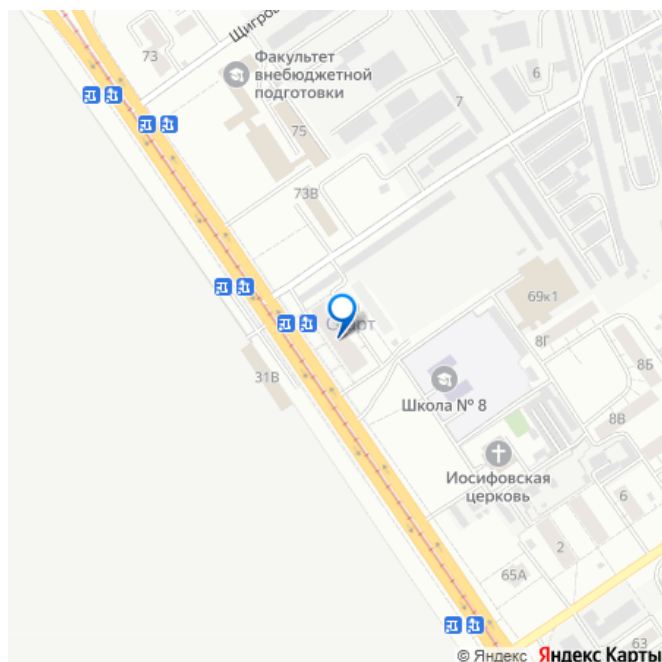 Щигров
73
Факультет
внебюджетной
подготовки
6
7
75
73В
69к1
8Г
8Б
31В
Школа № 8
8В
Иосифовская
церковь
6
2
65А
63
© Яндекс Яндекс Карты